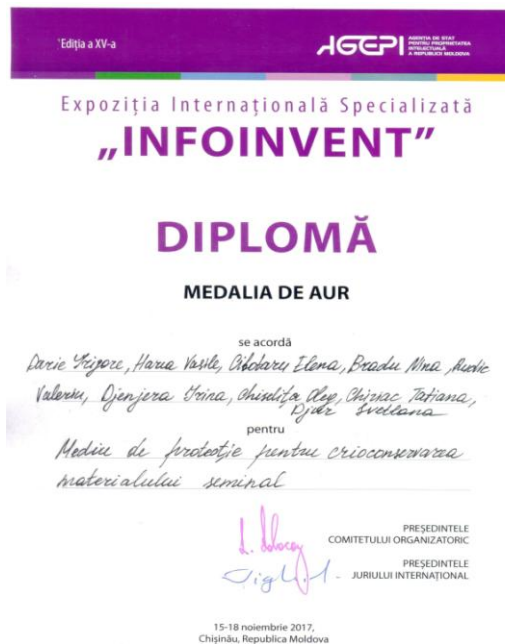 'Ediția a XV-a
AGEPI
AGENȚIA DE STAT
PENTRU PROPRIETATEA
INTELECTUALĂ
A REPUBLICII MOLDOVA
Expoziția Internațională Specializată
„INFOINVENT”
DIPLOMĂ
MEDALIA DE AUR
se acordă
Darie Grigore, Harea Vasile, Cibotaru Elena, Bradu Nina, Rudic
Valeriu, Djenjera Irina, Chiselița Oleg, Chiriac Tatiana,
Djur Svetlana
pentru
Mediu de protecție pentru crioconservarea
materialului seminal
PREȘEDINTELE
COMITETULUI ORGANIZATORIC
PREȘEDINTELE
JURIULUI INTERNAȚIONAL
15-18 noiembrie 2017,
Chișinău, Republica Moldova